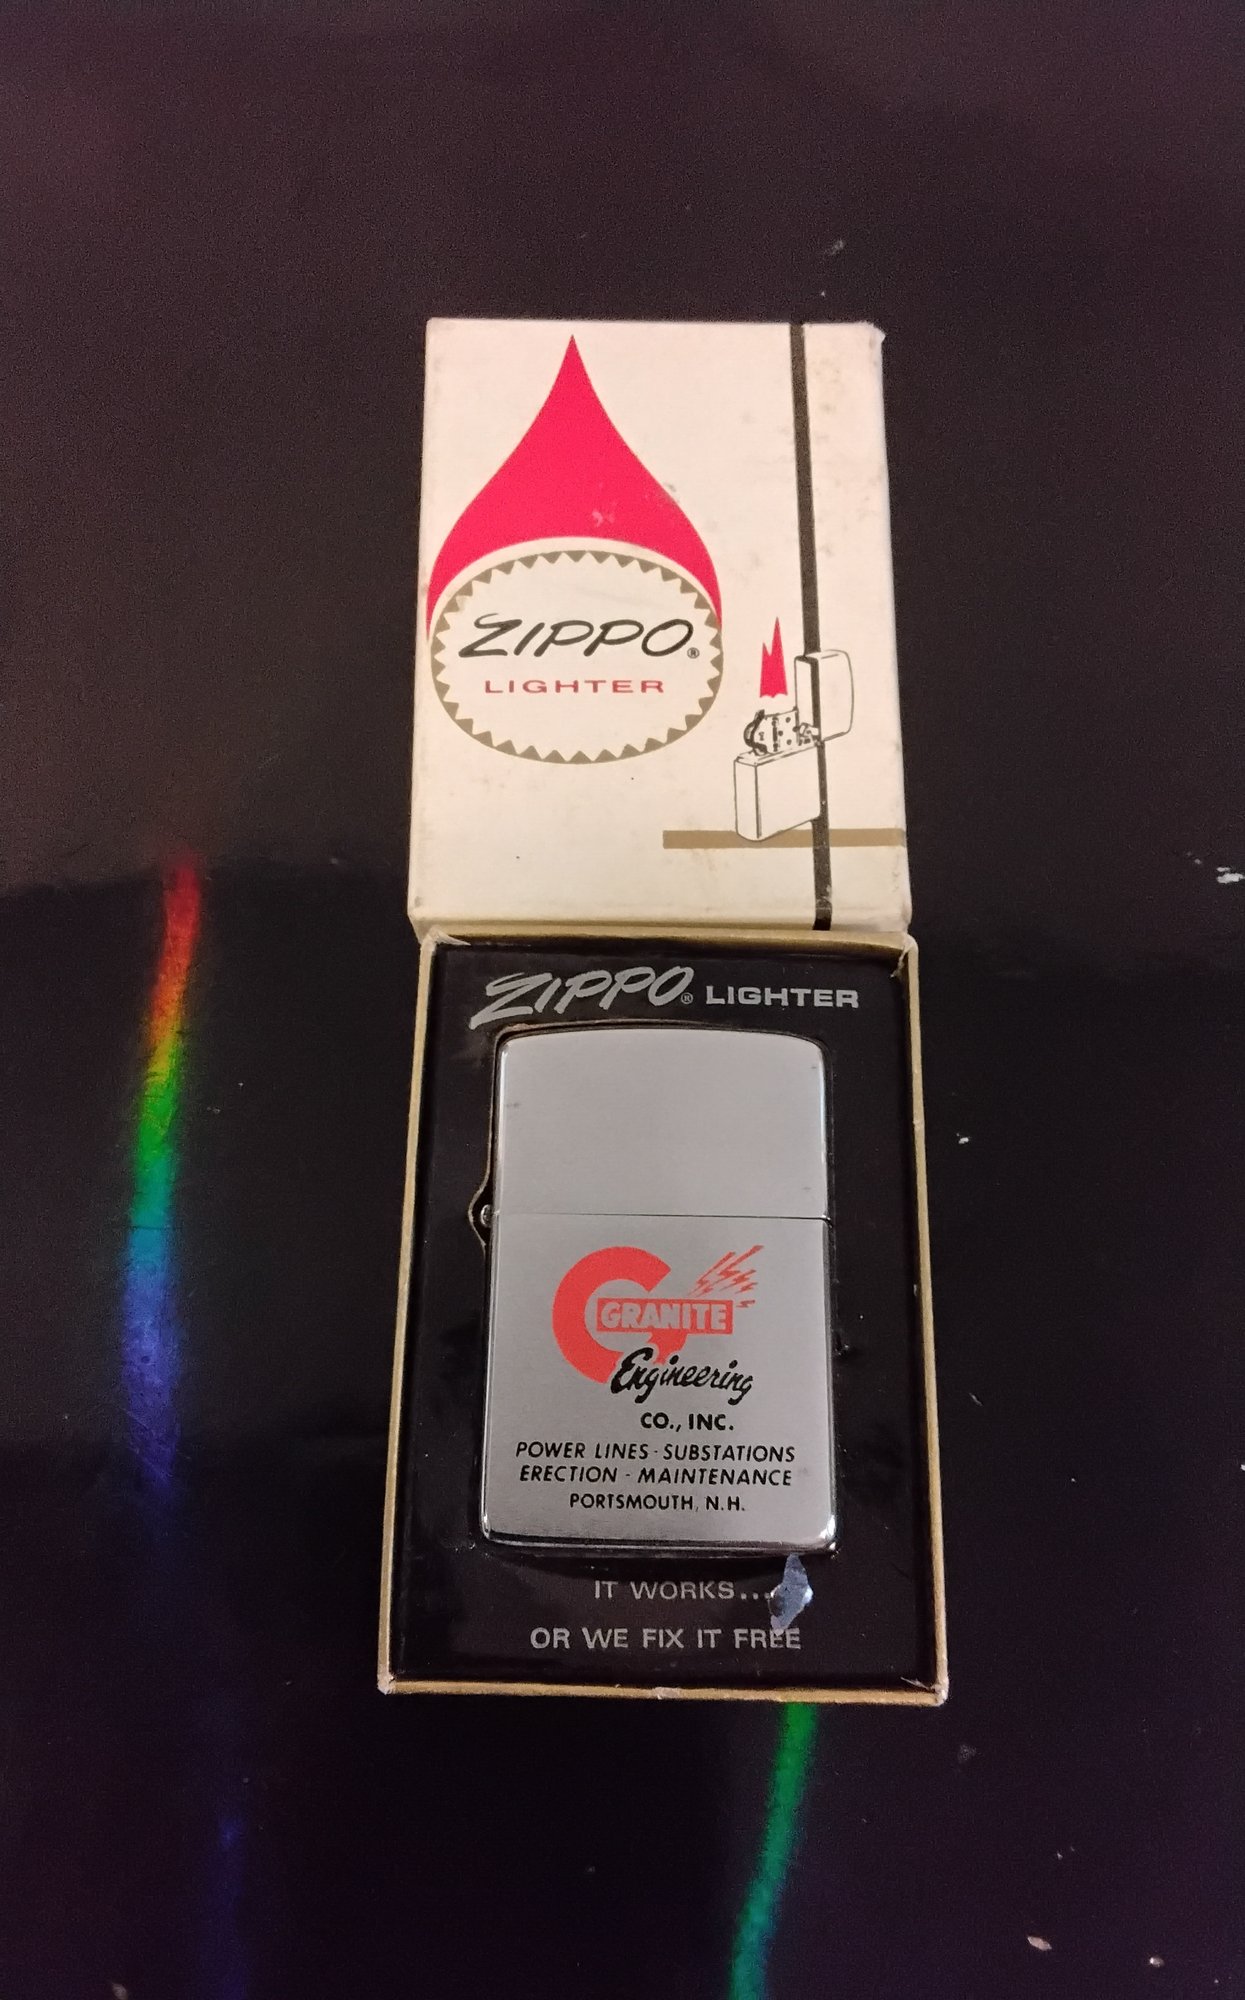 ZIPPO®
LIGHTER
ZIPPO® LIGHTER
GRANITE
Engineering
CO., INC.
POWER LINES - SUBSTATIONS
ERECTION - MAINTENANCE
PORTSMOUTH, N.H.
IT WORKS...
OR WE FIX IT FREE